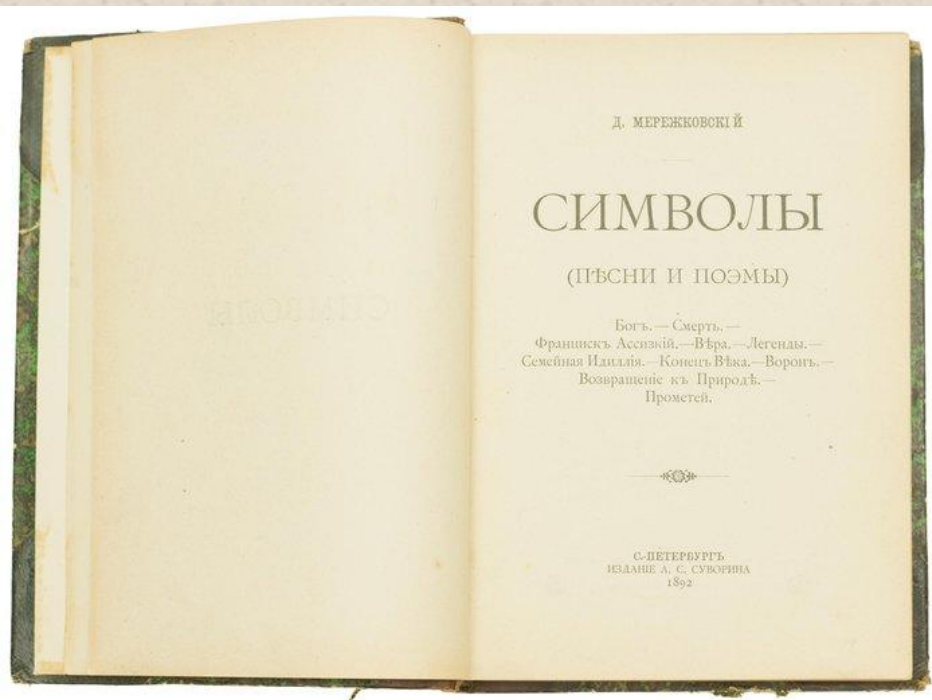 Д. МЕРЕЖКОВСКІЙ
СИМВОЛЫ
(ПѢСНИ И ПОЭМЫ)
Богъ. — Смерть. —
Францискъ Ассизкій. — Вѣра. — Легенды. —
Семейная Идиллія. — Конецъ Вѣка. — Воронъ. —
Возвращеніе къ Природѣ. —
Прометей.
С.-ПЕТЕРБУРГЪ
ИЗДАНІЕ А. С. СУВОРИНА
1892